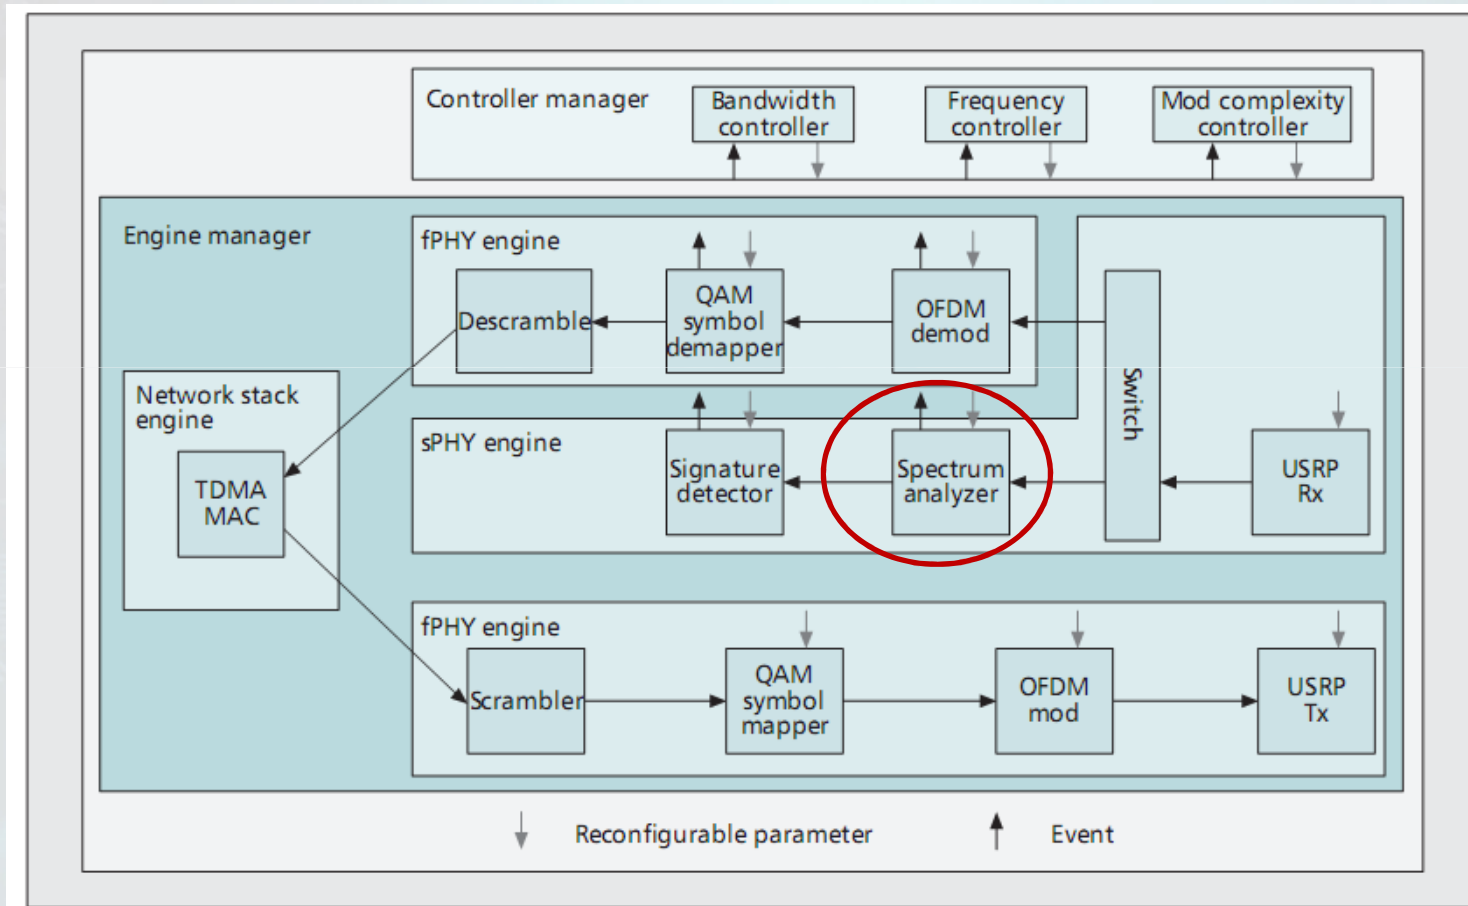 Controller manager
Bandwidth
controller
Frequency
controller
Mod complexity
controller
Engine manager
fPHY engine
Descramble
QAM
symbol
demapper
OFDM
demod
Switch
Network stack
engine
TDMA
MAC
sPHY engine
Signature
detector
Spectrum
analyzer
USRP
Rx
fPHY engine
Scrambler
QAM
symbol
mapper
OFDM
mod
USRP
Tx
Reconfigurable parameter
Event